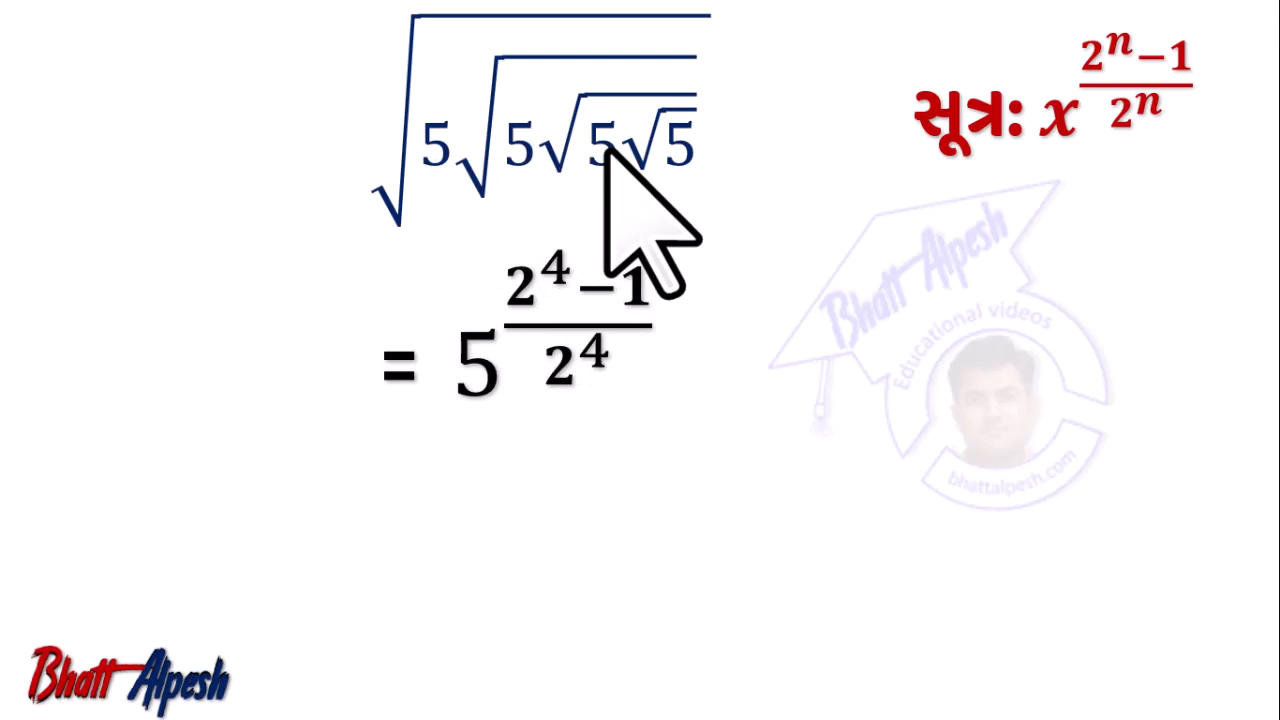 √5√5√5√5
સૂત્ર: x^((2^n−1)/(2^n))
= 5^((2^4−1)/(2^4))
Bhatt Alpesh
Educational videos
bhattalpesh.com
Bhatt Alpesh